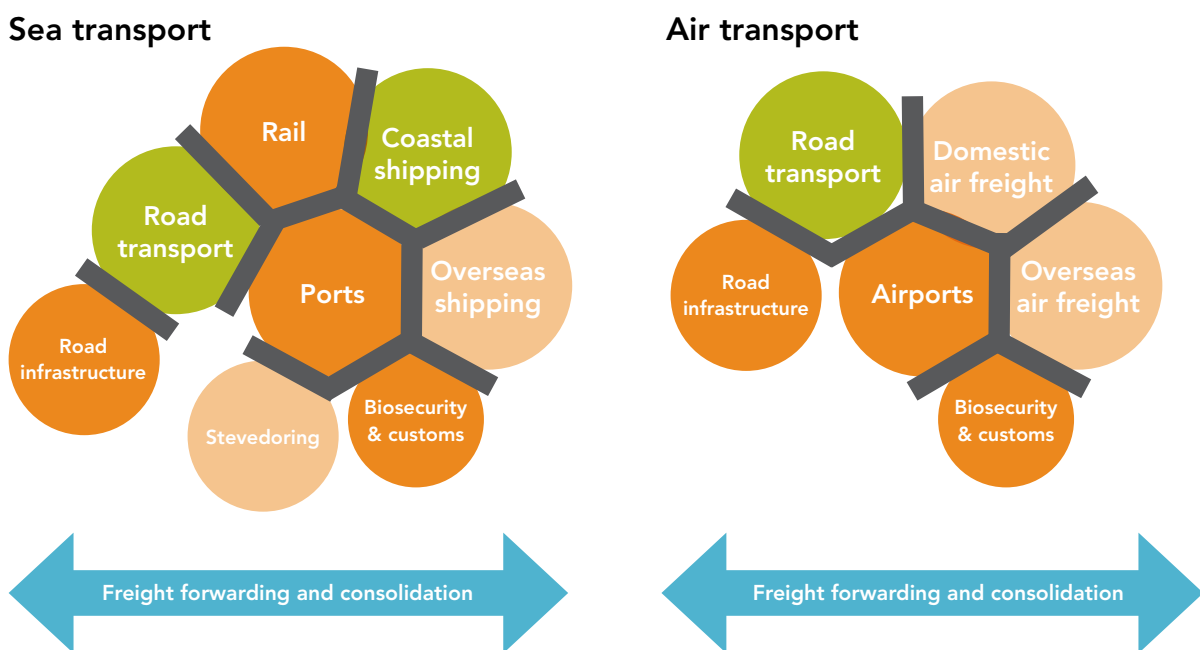 Sea transport
Rail
Coastal
shipping
Road
transport
Ports
Overseas
shipping
Road
infrastructure
Stevedoring
Biosecurity
& customs
Freight forwarding and consolidation
Air transport
Road
transport
Domestic
air freight
Road
infrastructure
Airports
Overseas
air freight
Biosecurity
& customs
Freight forwarding and consolidation